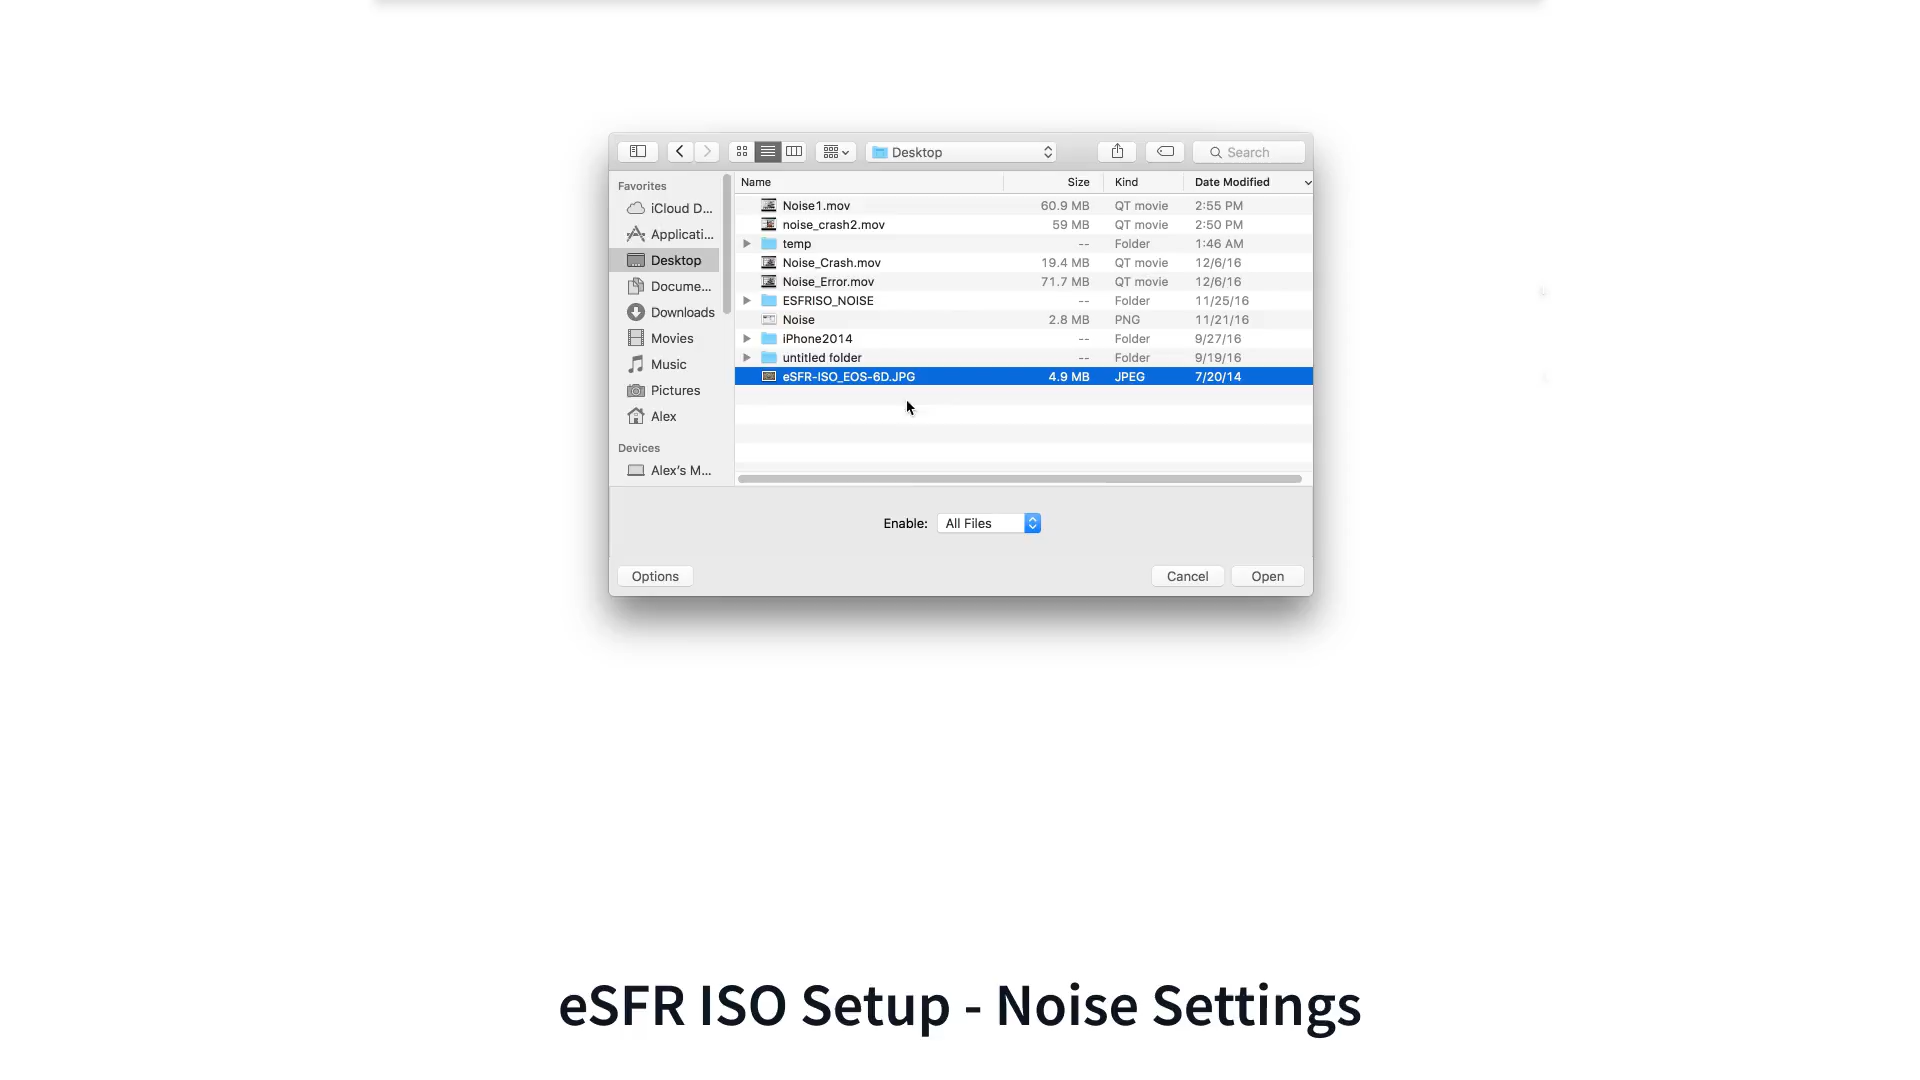 Desktop
Search
Favorites
iCloud D...
Applicati...
Desktop
Docume...
Downloads
Movies
Music
Pictures
Alex
Devices
Alex's M...
Name Size Kind Date Modified
Noise1.mov 60.9 MB QT movie 2:55 PM
noise_crash2.mov 59 MB QT movie 2:50 PM
temp -- Folder 1:46 AM
Noise_Crash.mov 19.4 MB QT movie 12/6/16
Noise_Error.mov 71.7 MB QT movie 12/6/16
ESFRISO_NOISE -- Folder 11/25/16
Noise 2.8 MB PNG 11/21/16
iPhone2014 -- Folder 9/27/16
untitled folder -- Folder 9/19/16
eSFR-ISO_EOS-6D.JPG 4.9 MB JPEG 7/20/14
Enable: All Files
Options Cancel Open
eSFR ISO Setup - Noise Settings